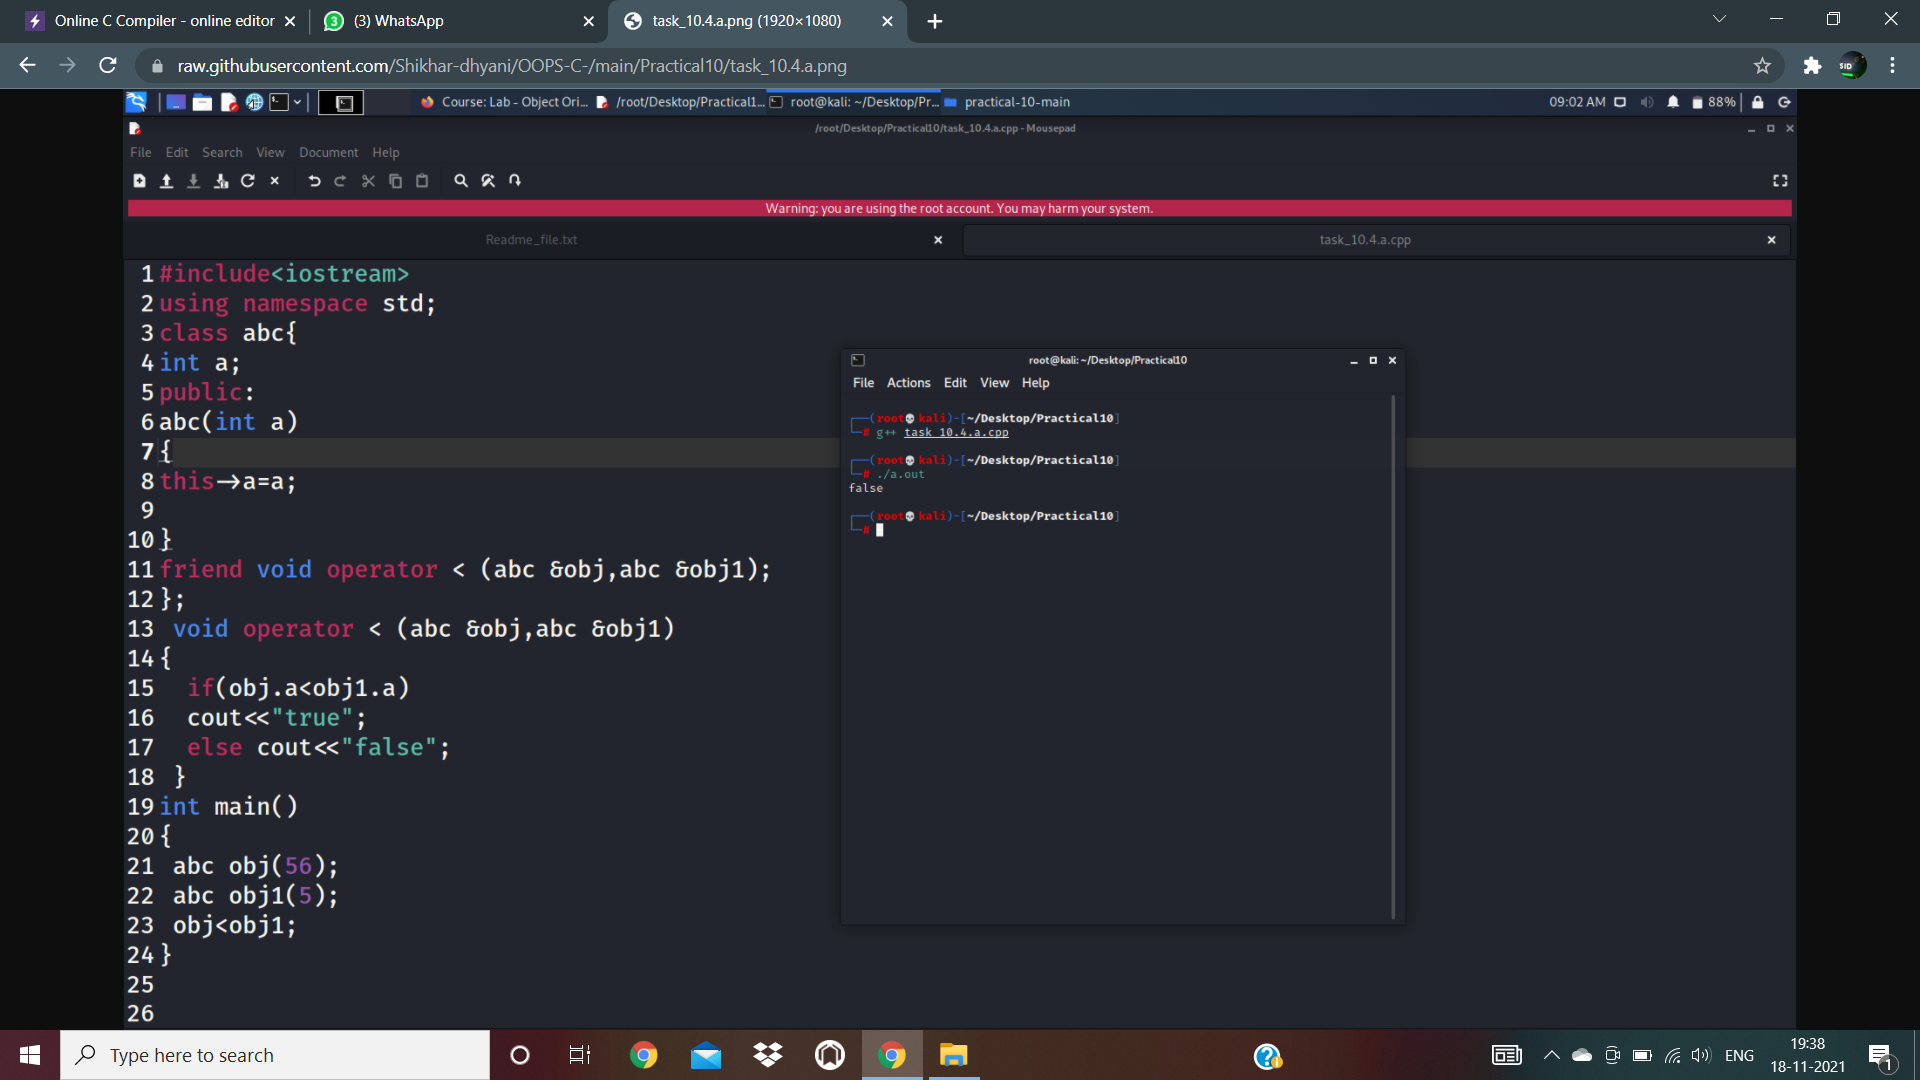 Online C Compiler - online editor
(3) WhatsApp
task_10.4.a.png (1920×1080)
raw.githubusercontent.com/Shikhar-dhyani/OOPS-C-/main/Practical10/task_10.4.a.png
SID
Course: Lab - Object Ori...
/root/Desktop/Practical1...
root@kali: ~/Desktop/Pr...
practical-10-main
09:02 AM
88%
/root/Desktop/Practical10/task_10.4.a.cpp - Mousepad
File Edit Search View Document Help
Warning: you are using the root account. You may harm your system.
Readme_file.txt
task_10.4.a.cpp
1 #include<iostream>
2 using namespace std;
3 class abc{
4 int a;
5 public:
6 abc(int a)
7 {
8 this->a=a;
9
10 }
11 friend void operator < (abc &obj,abc &obj1);
12 };
13 void operator < (abc &obj,abc &obj1)
14 {
15 if(obj.a<obj1.a)
16 cout<<"true";
17 else cout<<"false";
18 }
19 int main()
20 {
21 abc obj(56);
22 abc obj1(5);
23 obj<obj1;
24 }
25
26
root@kali: ~/Desktop/Practical10
File Actions Edit View Help
(root💀kali)-[~/Desktop/Practical10]
# g++ task_10.4.a.cpp
(root💀kali)-[~/Desktop/Practical10]
# ./a.out
false
(root💀kali)-[~/Desktop/Practical10]
#
Type here to search
ENG
19:38
18-11-2021
1